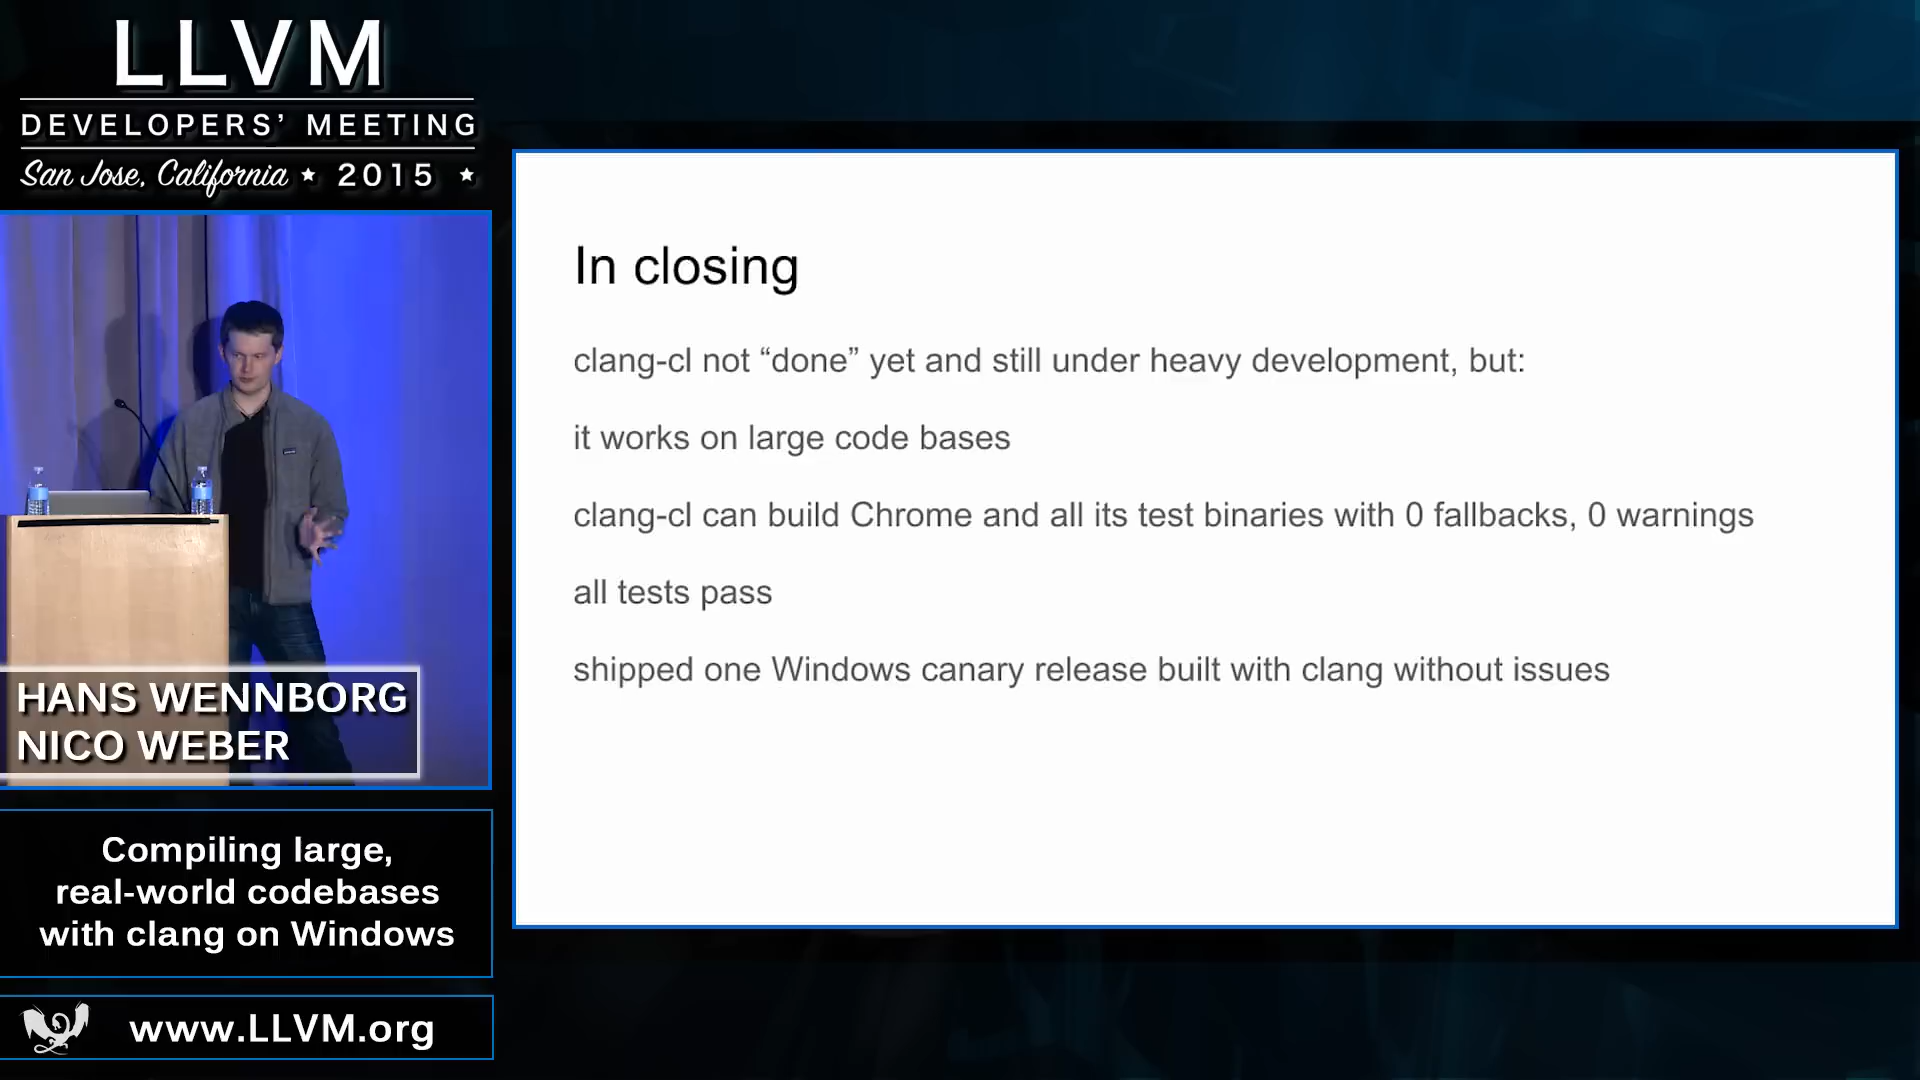 LLVM
DEVELOPERS’ MEETING
San Jose, California ★ 2015 ★
In closing
clang-cl not “done” yet and still under heavy development, but:
it works on large code bases
clang-cl can build Chrome and all its test binaries with 0 fallbacks, 0 warnings
all tests pass
shipped one Windows canary release built with clang without issues
HANS WENNBORG
NICO WEBER
Compiling large,
real-world codebases
with clang on Windows
www.LLVM.org